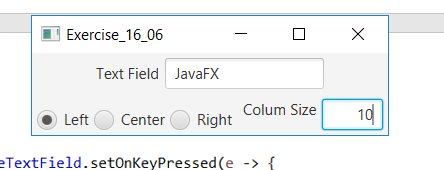 Exercise_16_06
Text Field JavaFX
Left Center Right Colum Size 10
eTextField.setOnKeyPressed(e -> {